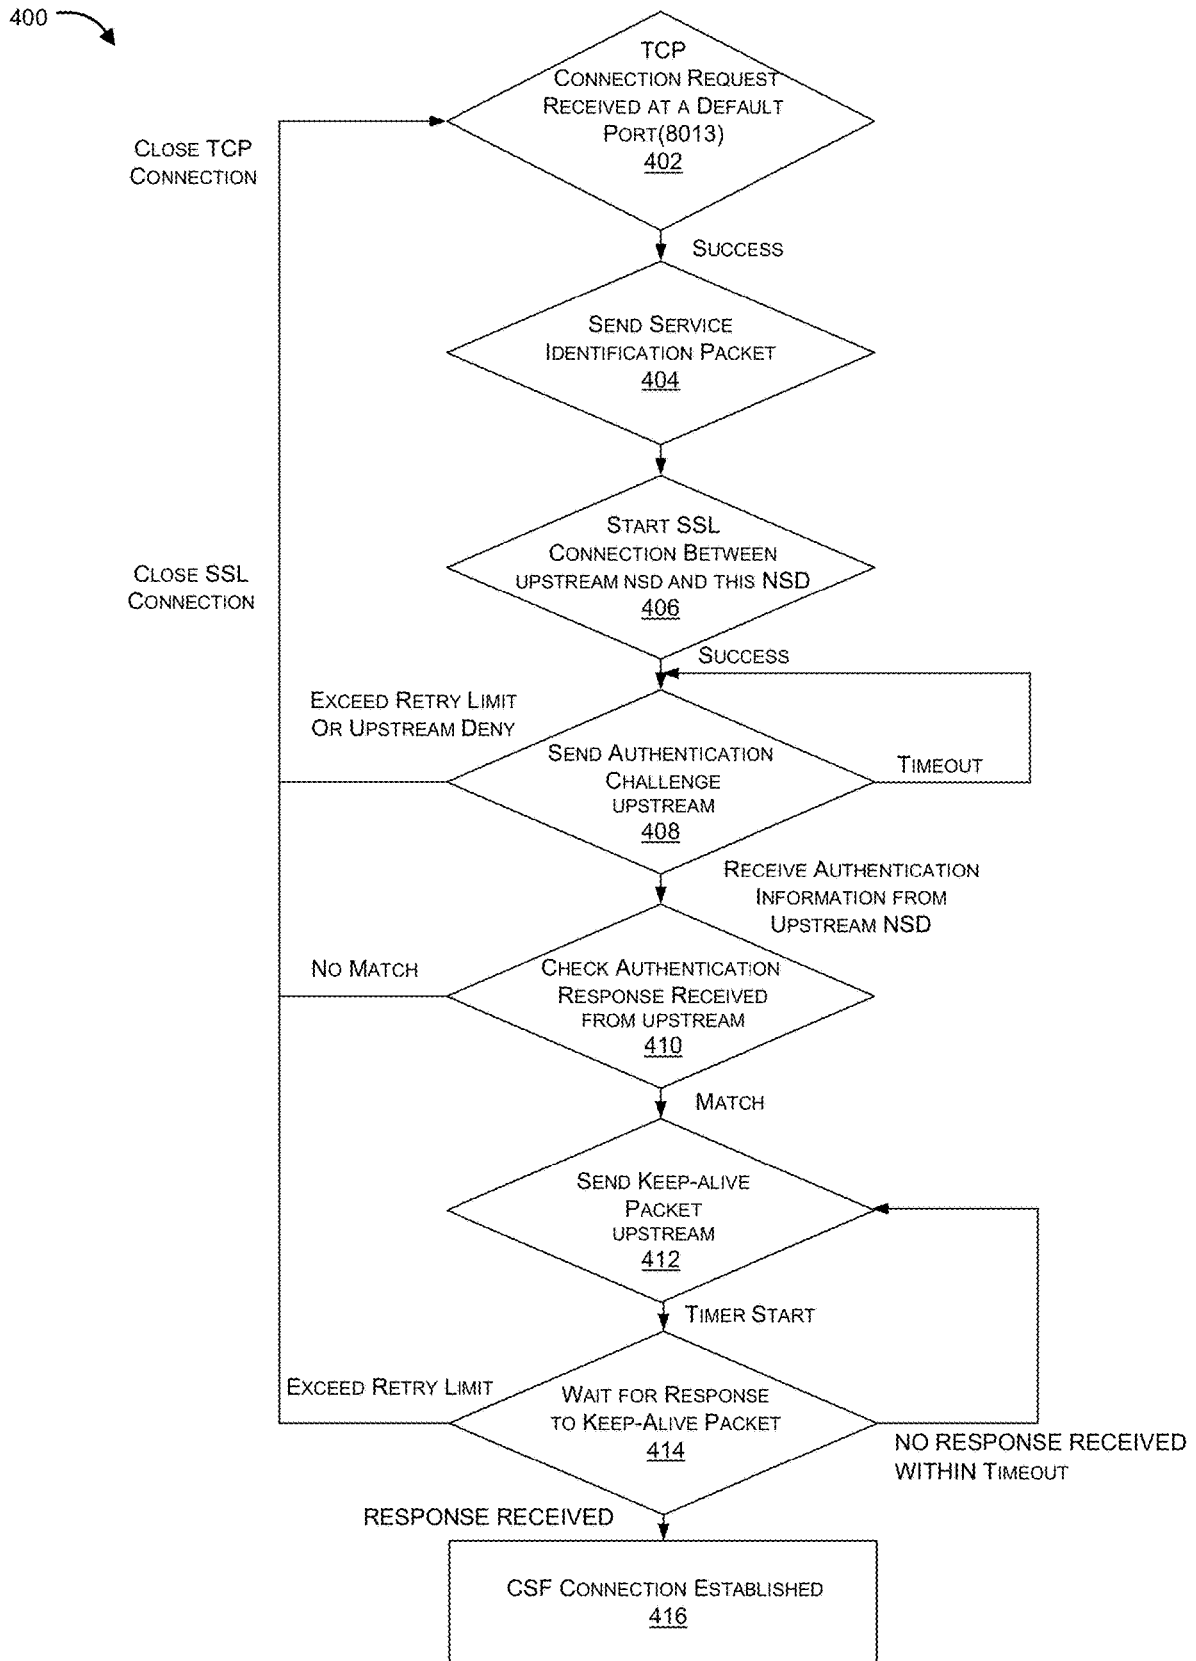 400
TCP
CONNECTION REQUEST
RECEIVED AT A DEFAULT
PORT(8013)
402
CLOSE TCP
CONNECTION
SUCCESS
SEND SERVICE
IDENTIFICATION PACKET
404
START SSL
CONNECTION BETWEEN
UPSTREAM NSD AND THIS NSD
406
CLOSE SSL
CONNECTION
SUCCESS
EXCEED RETRY LIMIT
OR UPSTREAM DENY
SEND AUTHENTICATION
CHALLENGE
UPSTREAM
408
TIMEOUT
RECEIVE AUTHENTICATION
INFORMATION FROM
UPSTREAM NSD
NO MATCH
CHECK AUTHENTICATION
RESPONSE RECEIVED
FROM UPSTREAM
410
MATCH
SEND KEEP-ALIVE
PACKET
UPSTREAM
412
TIMER START
EXCEED RETRY LIMIT
WAIT FOR RESPONSE
TO KEEP-ALIVE PACKET
414
NO RESPONSE RECEIVED
WITHIN TIMEOUT
RESPONSE RECEIVED
CSF CONNECTION ESTABLISHED
416